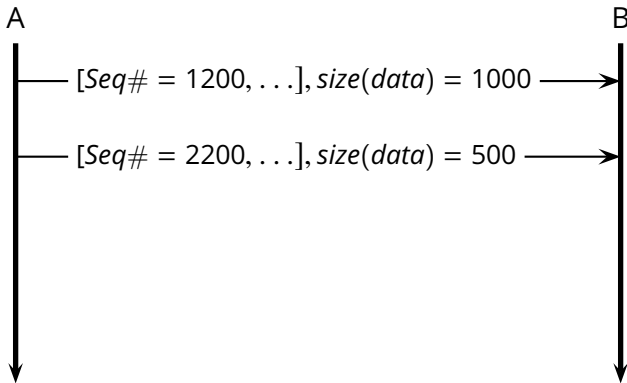 A B
[Seq# = 1200, . . .], size(data) = 1000
[Seq# = 2200, . . .], size(data) = 500